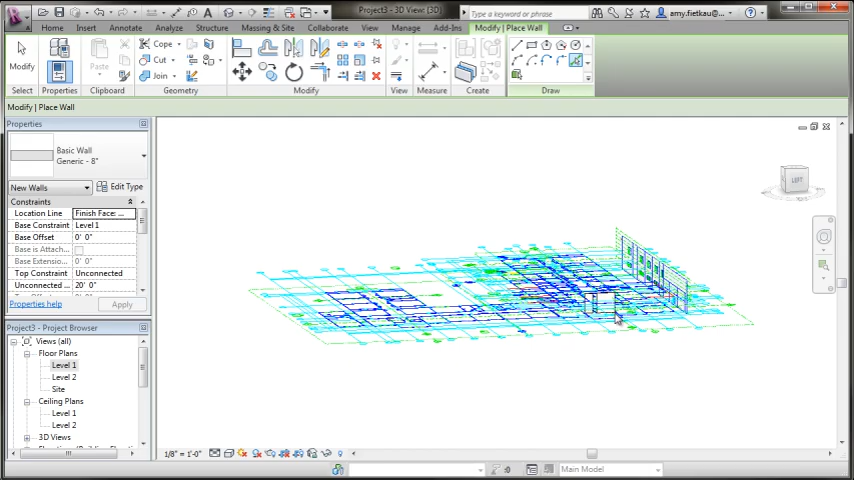 Project3 - 3D View: {3D}
Type a keyword or phrase
amy.fietkau@...
Home Insert Annotate Analyze Structure Massing & Site Collaborate View Manage Add-Ins Modify | Place Wall
Modify
Paste
Cope
Cut
Join
Select Properties Clipboard Geometry Modify View Measure Create Draw
Modify | Place Wall
Properties
Basic Wall
Generic - 8"
New Walls
Edit Type
Constraints
Location Line Finish Face: ...
Base Constraint Level 1
Base Offset 0' 0"
Base is Attach...
Base Extensio...
Top Constraint Unconnected
Unconnected ... 20' 0"
Properties help
Apply
Project3 - Project Browser
Views (all)
Floor Plans
Level 1
Level 2
Site
Ceiling Plans
Level 1
Level 2
3D Views
LEFT
1/8" = 1'-0"
:0
Main Model